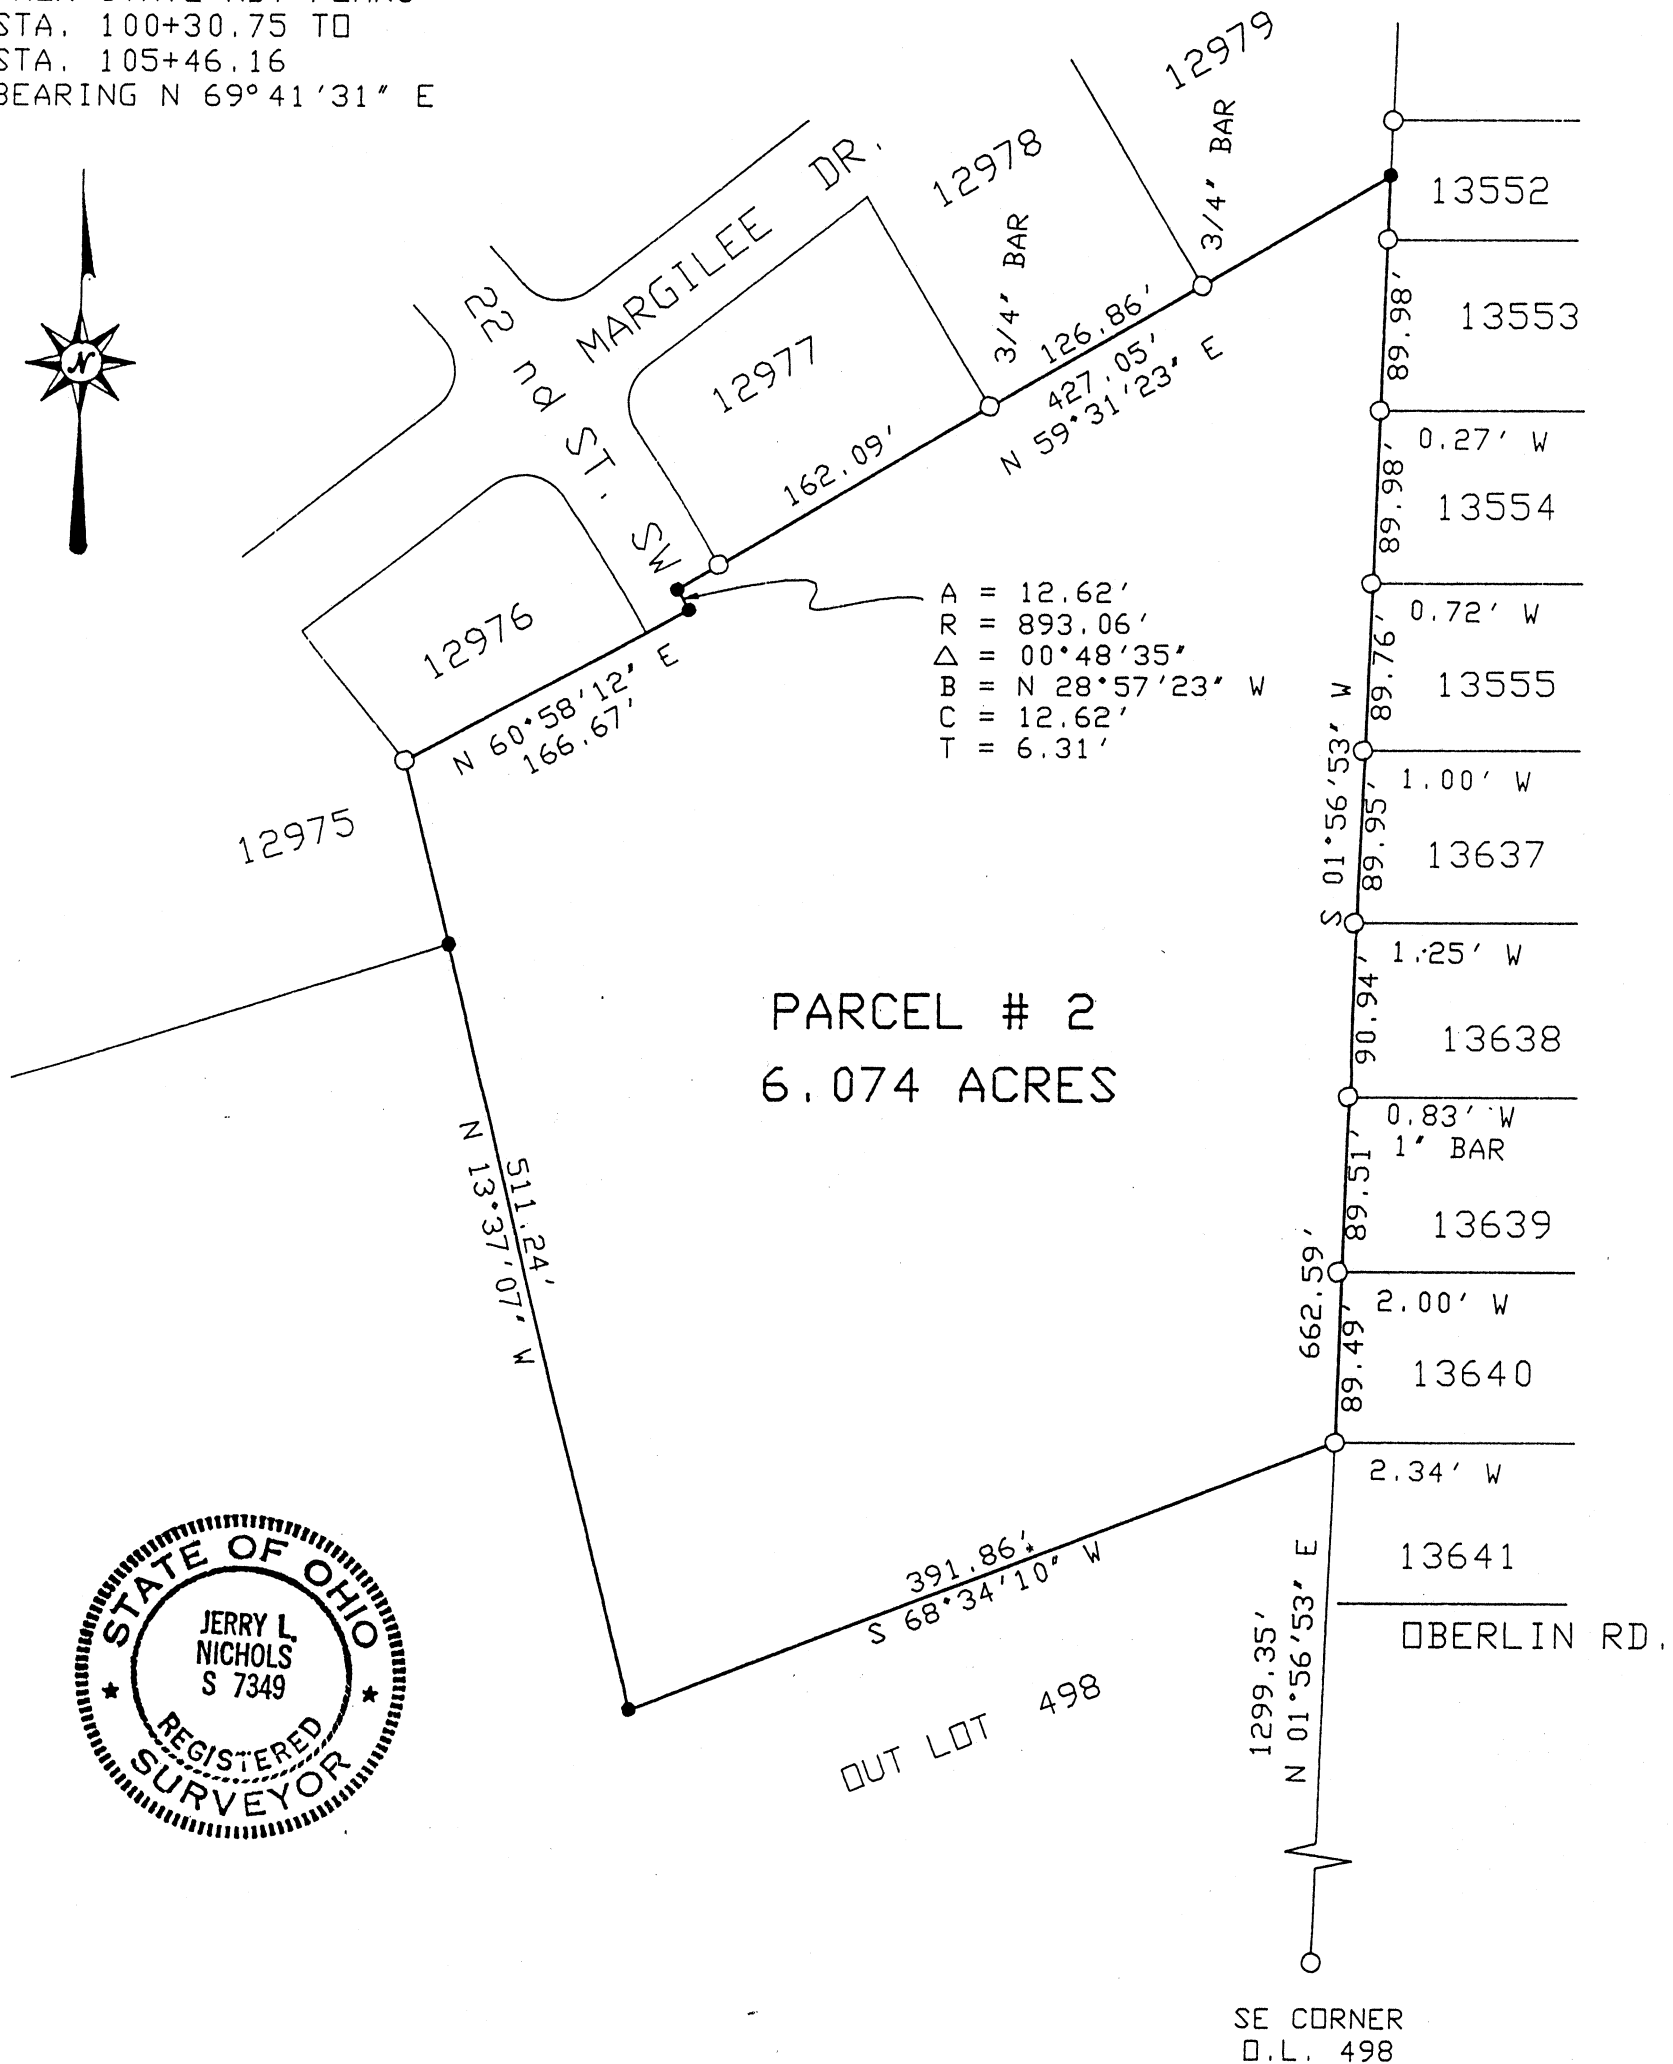 STA. 100+30.75 TO
STA. 105+46.16
BEARING N 69°41'31" E
N
12979
12978
3/4" BAR
3/4" BAR
MARGILEE DR.
22 nd ST. SW
12977
12976
12975
162.09'
126.86'
427.05'
N 59°31'23" E
N 60°58'12" E
166.67'
A = 12.62'
R = 893.06'
Δ = 00°48'35"
B = N 28°57'23" W
C = 12.62'
T = 6.31'
13552
13553
89.98'
0.27' W
13554
89.98'
0.72' W
13555
89.76'
1.00' W
13637
89.95'
S 01°56'53" W
1.25' W
13638
90.94'
0.83' W
1" BAR
13639
89.51'
662.59'
2.00' W
13640
89.49'
2.34' W
13641
OBERLIN RD.
PARCEL # 2
6.074 ACRES
511.24'
N 13°37'07" W
391.86'
S 68°34'10" W
OUT LOT 498
1299.35'
N 01°56'53" E
SE CORNER
O.L. 498
STATE OF OHIO
JERRY L.
NICHOLS
S 7349
REGISTERED
SURVEYOR